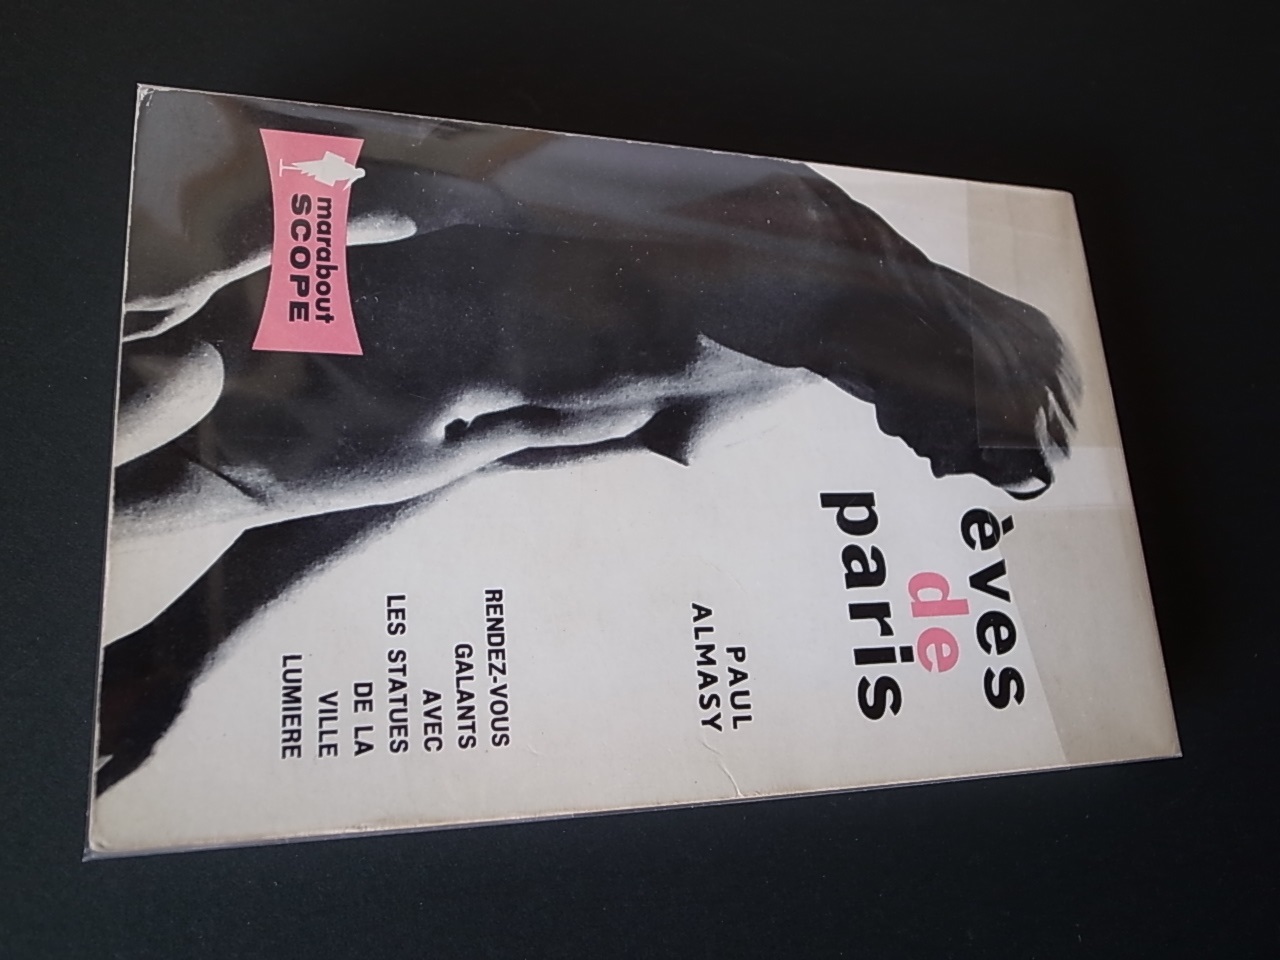 èves
de
paris
PAUL
ALMASY
RENDEZ-VOUS
GALANTS
AVEC
LES STATUES
DE LA
VILLE
LUMIERE
marabout
SCOPE